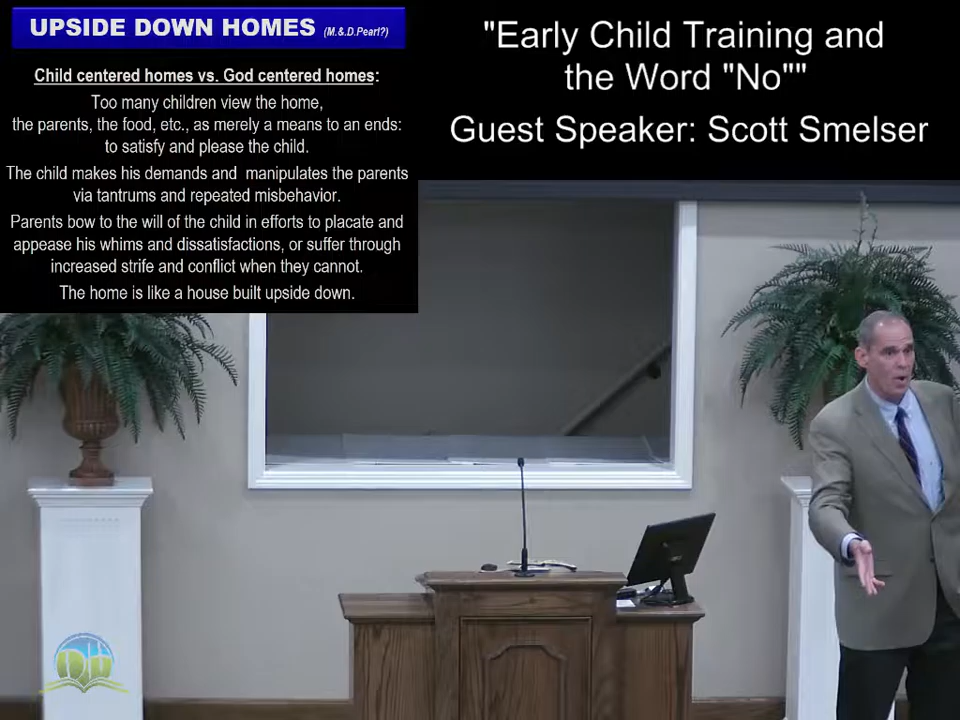 UPSIDE DOWN HOMES (M.&D.Pearl?)
Child centered homes vs. God centered homes:
Too many children view the home,
the parents, the food, etc., as merely a means to an ends:
to satisfy and please the child.
The child makes his demands and manipulates the parents
via tantrums and repeated misbehavior.
Parents bow to the will of the child in efforts to placate and
appease his whims and dissatisfactions, or suffer through
increased strife and conflict when they cannot.
The home is like a house built upside down.
"Early Child Training and
the Word "No""
Guest Speaker: Scott Smelser